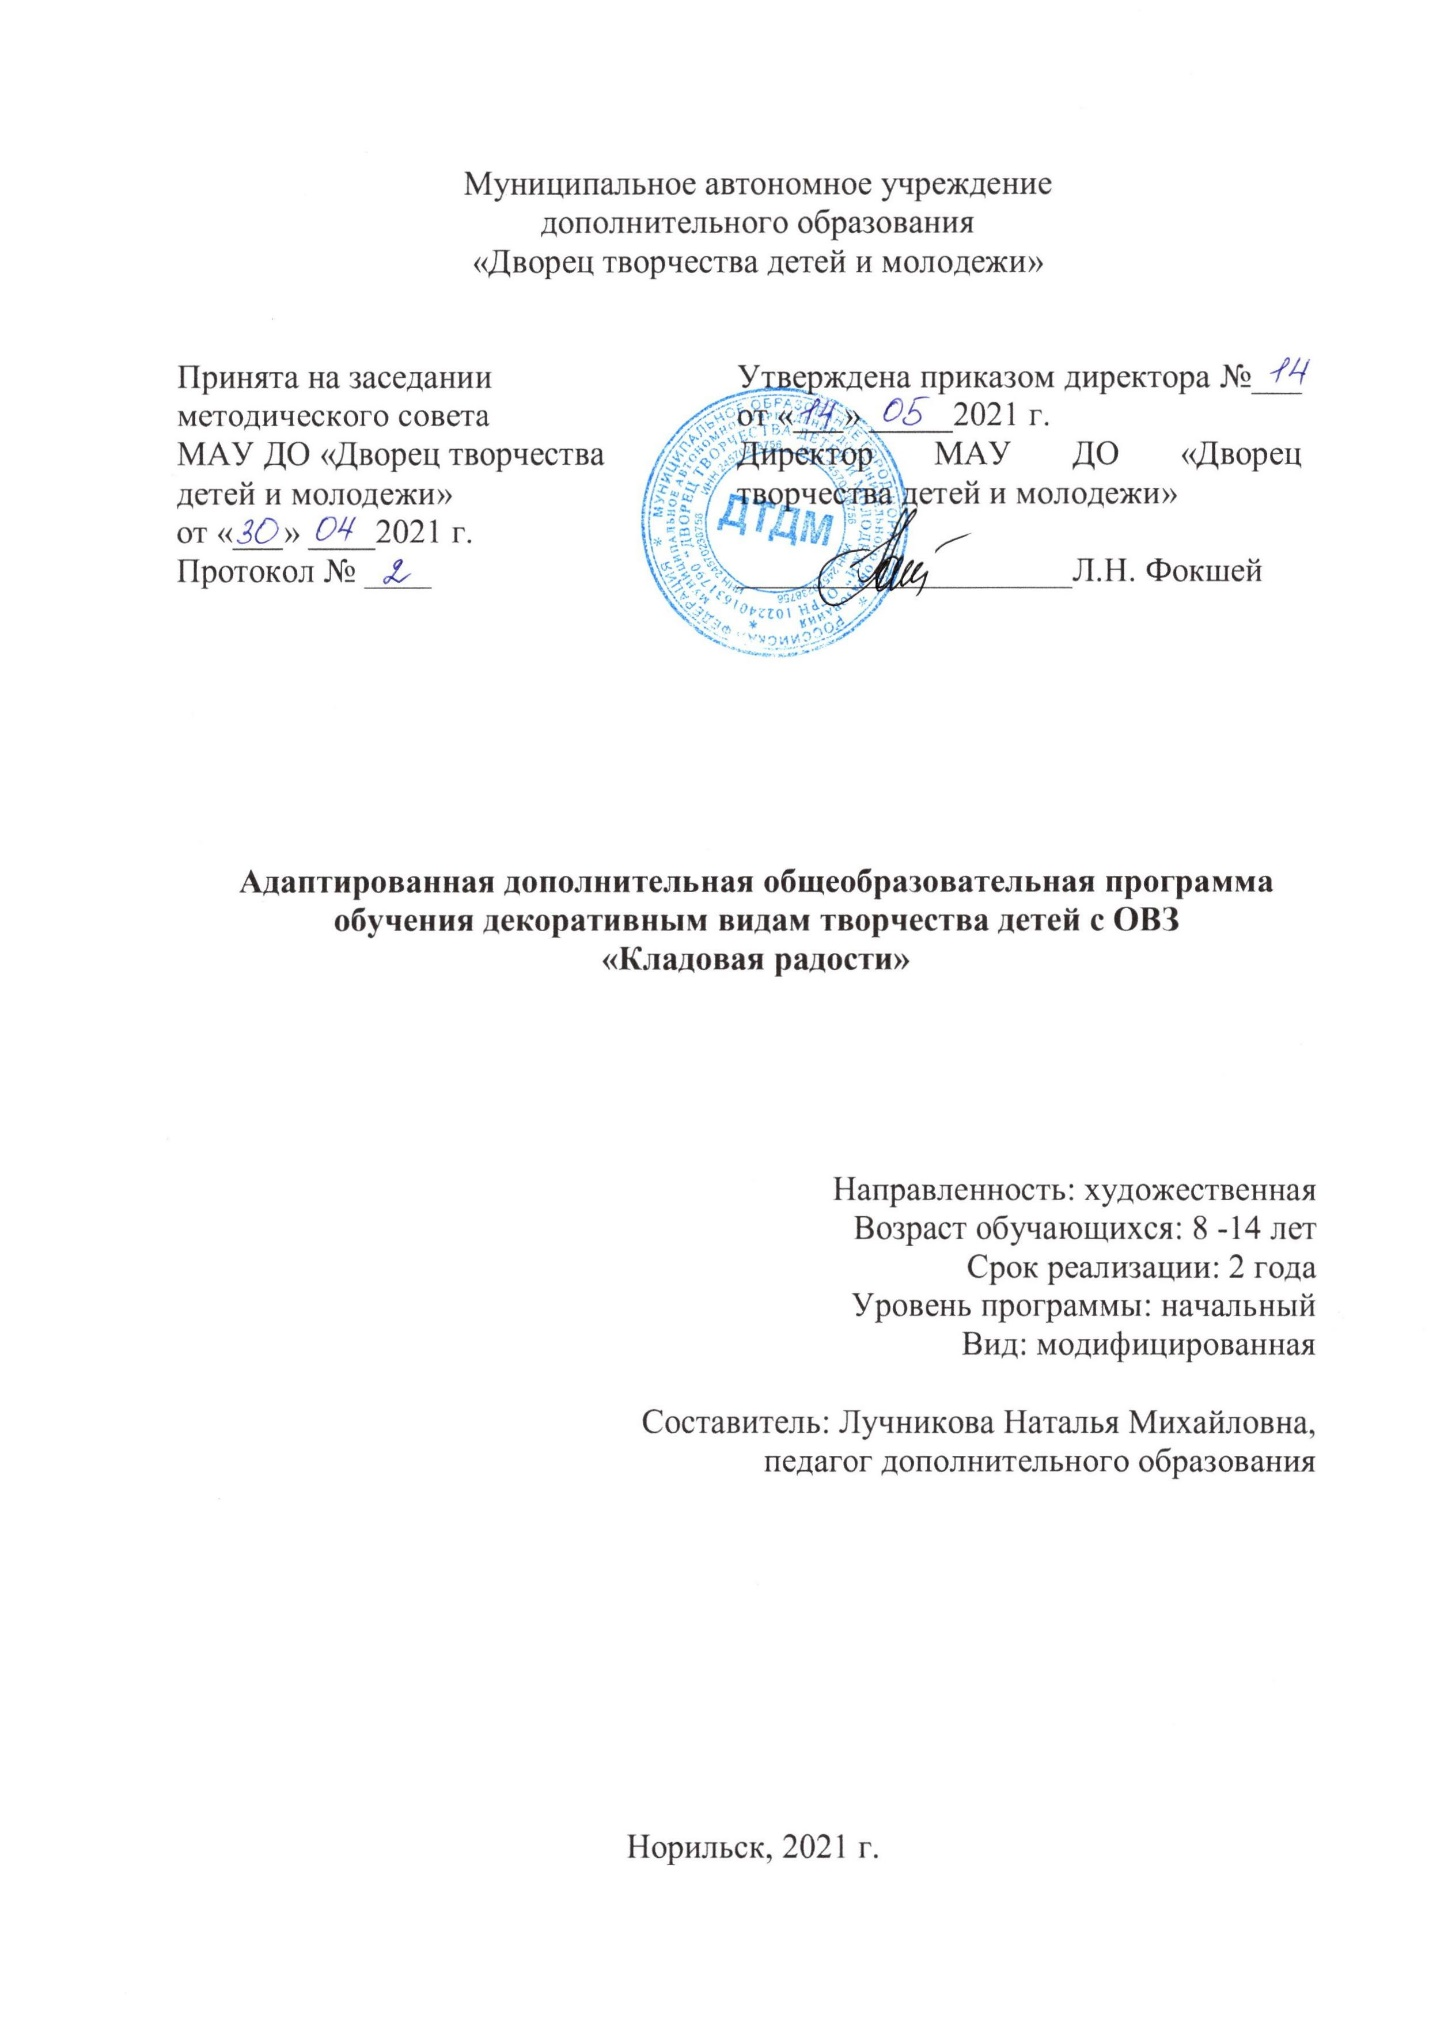 Муниципальное автономное учреждение
дополнительного образования
«Дворец творчества детей и молодежи»
Принята на заседании
методического совета
МАУ ДО «Дворец творчества
детей и молодежи»
от «30» 04 2021 г.
Протокол № 2
Утверждена приказом директора № 14
от «14» 05 2021 г.
Директор МАУ ДО «Дворец
творчества детей и молодежи»
Л.Н. Фокшей
ДТДМ
Адаптированная дополнительная общеобразовательная программа
обучения декоративным видам творчества детей с ОВЗ
«Кладовая радости»
Направленность: художественная
Возраст обучающихся: 8 -14 лет
Срок реализации: 2 года
Уровень программы: начальный
Вид: модифицированная
Составитель: Лучникова Наталья Михайловна,
педагог дополнительного образования
Норильск, 2021 г.